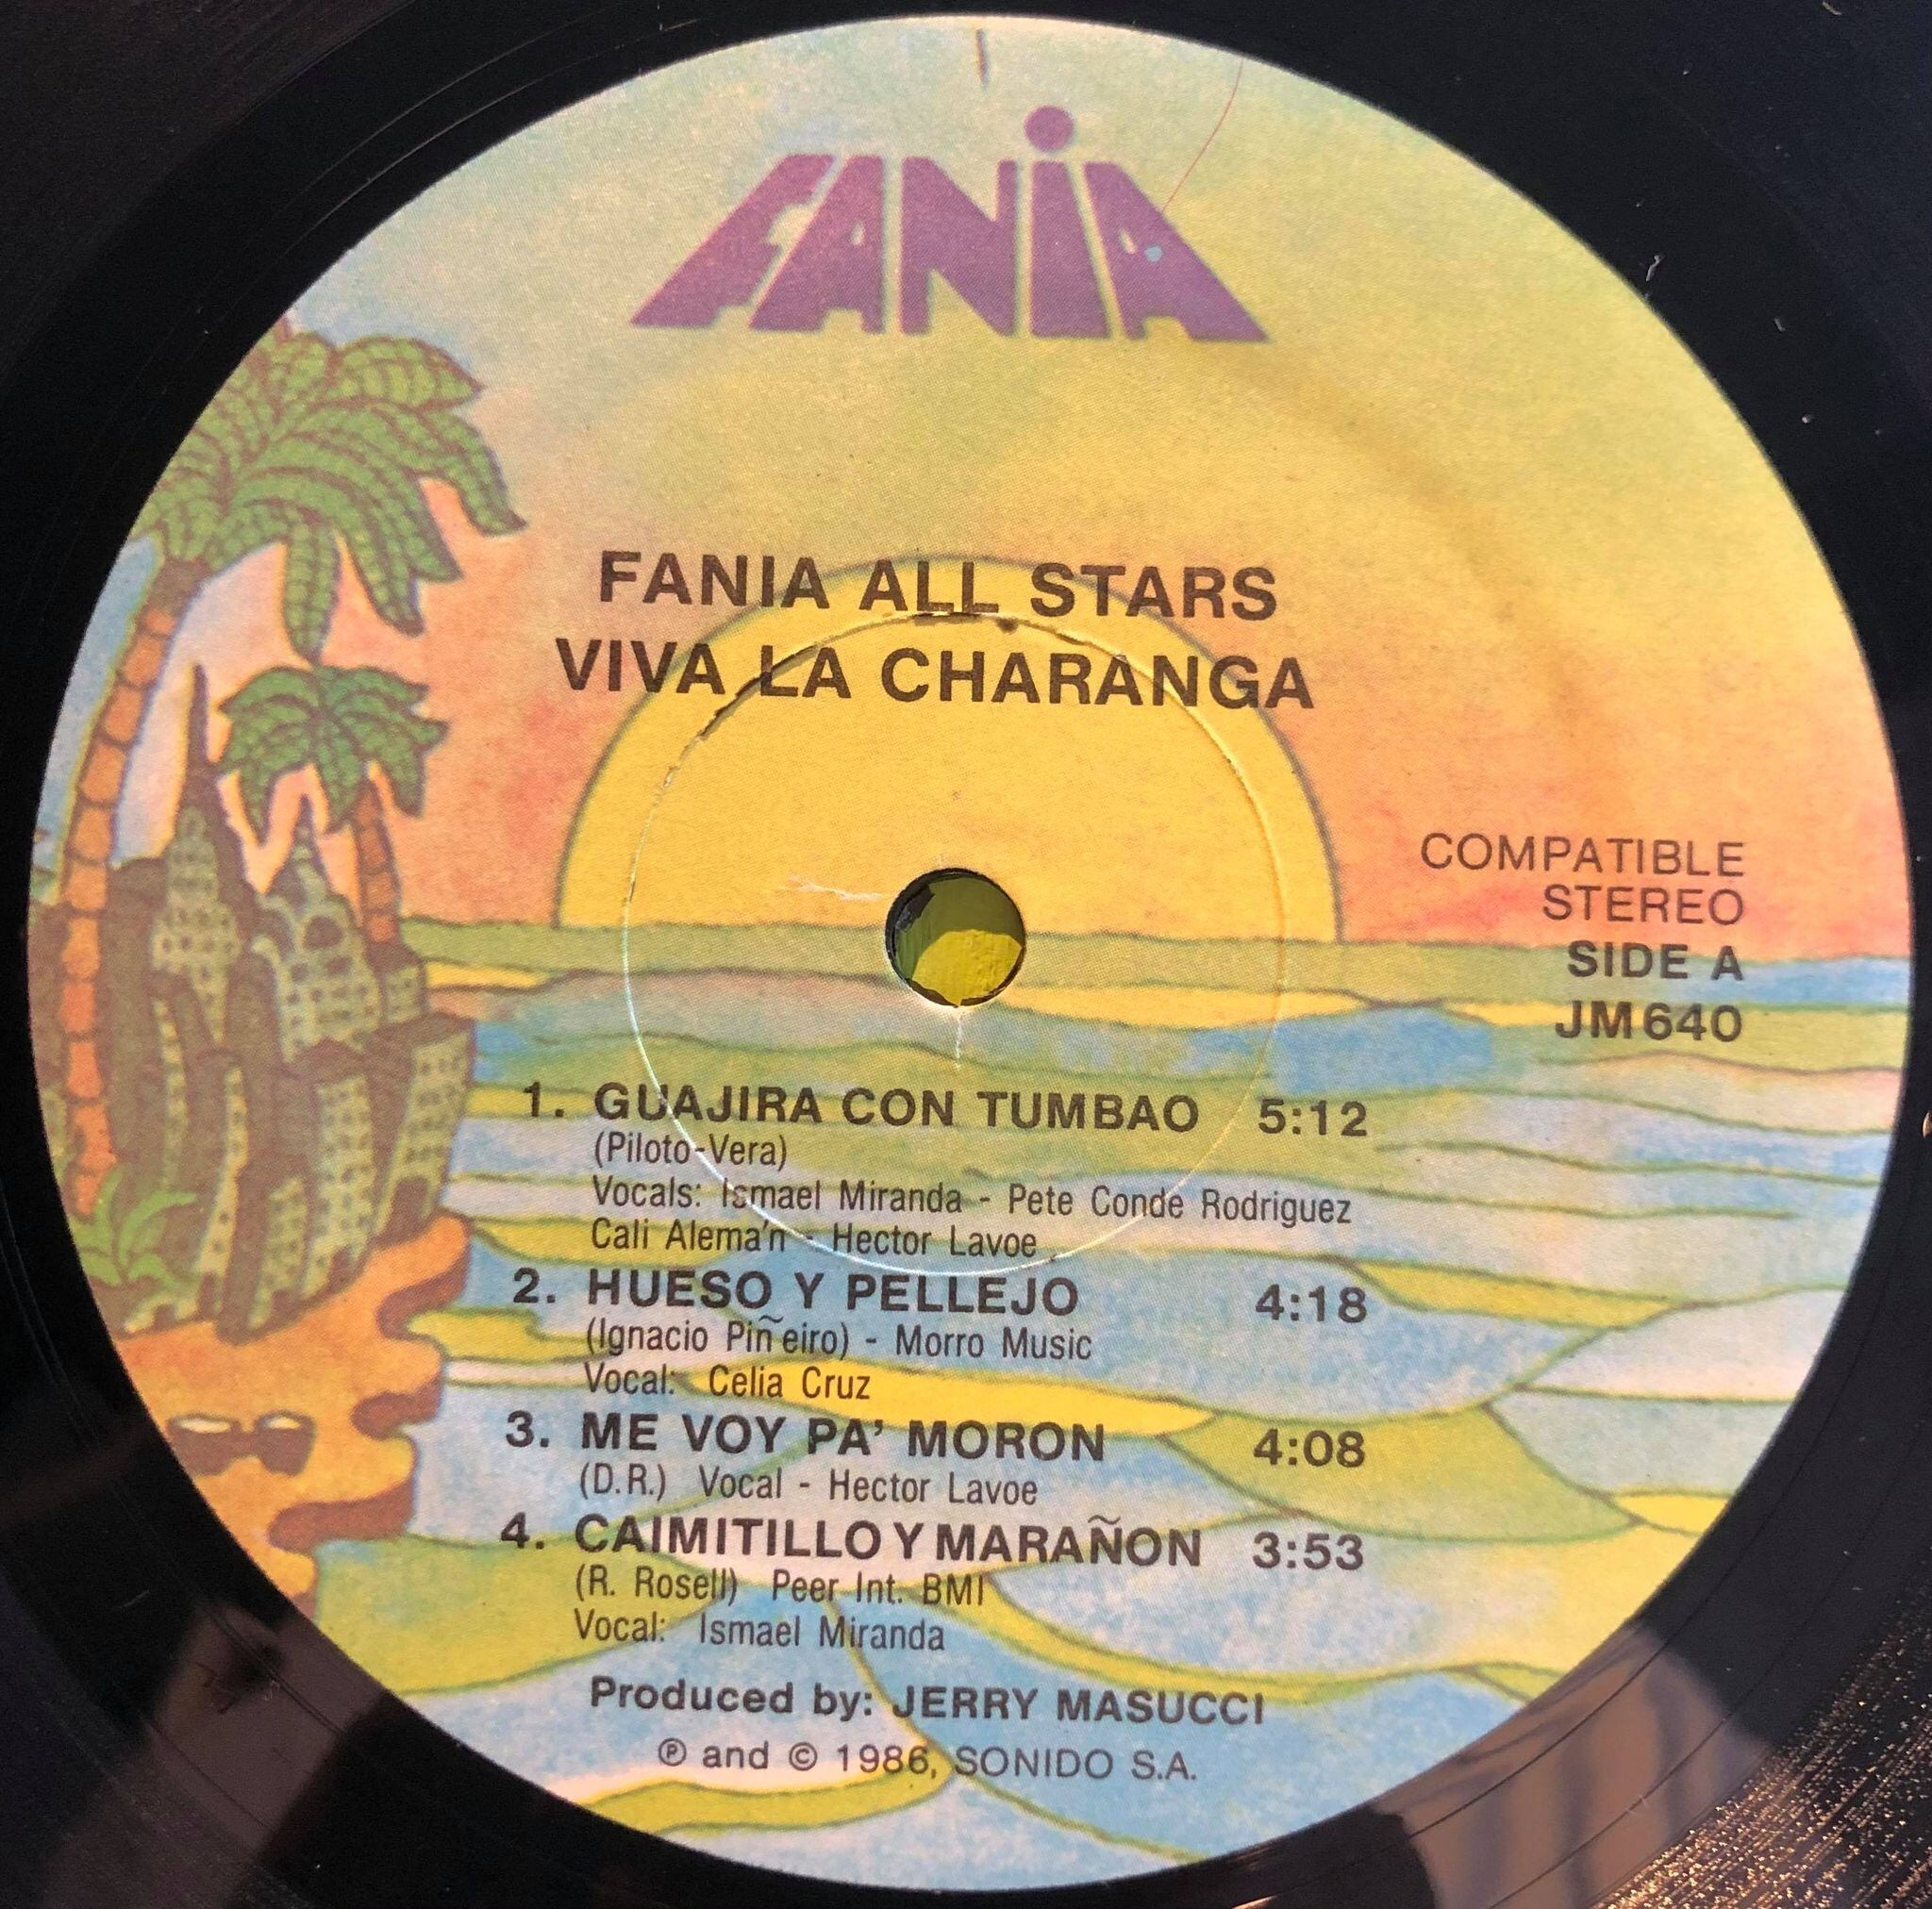 FANiA
FANIA ALL STARS
VIVA LA CHARANGA
COMPATIBLE
STEREO
SIDE A
JM640
1. GUAJIRA CON TUMBAO 5:12
(Piloto-Vera)
Vocals: Ismael Miranda - Pete Conde Rodriguez
Cali Alema'n - Hector Lavoe
2. HUESO Y PELLEJO 4:18
(Ignacio Piñeiro) - Morro Music
Vocal: Celia Cruz
3. ME VOY PA' MORON 4:08
(D.R.) Vocal - Hector Lavoe
4. CAIMITILLO Y MARAÑON 3:53
(R. Rosell) Peer Int. BMI
Vocal: Ismael Miranda
Produced by: JERRY MASUCCI
℗ and © 1986, SONIDO S.A.